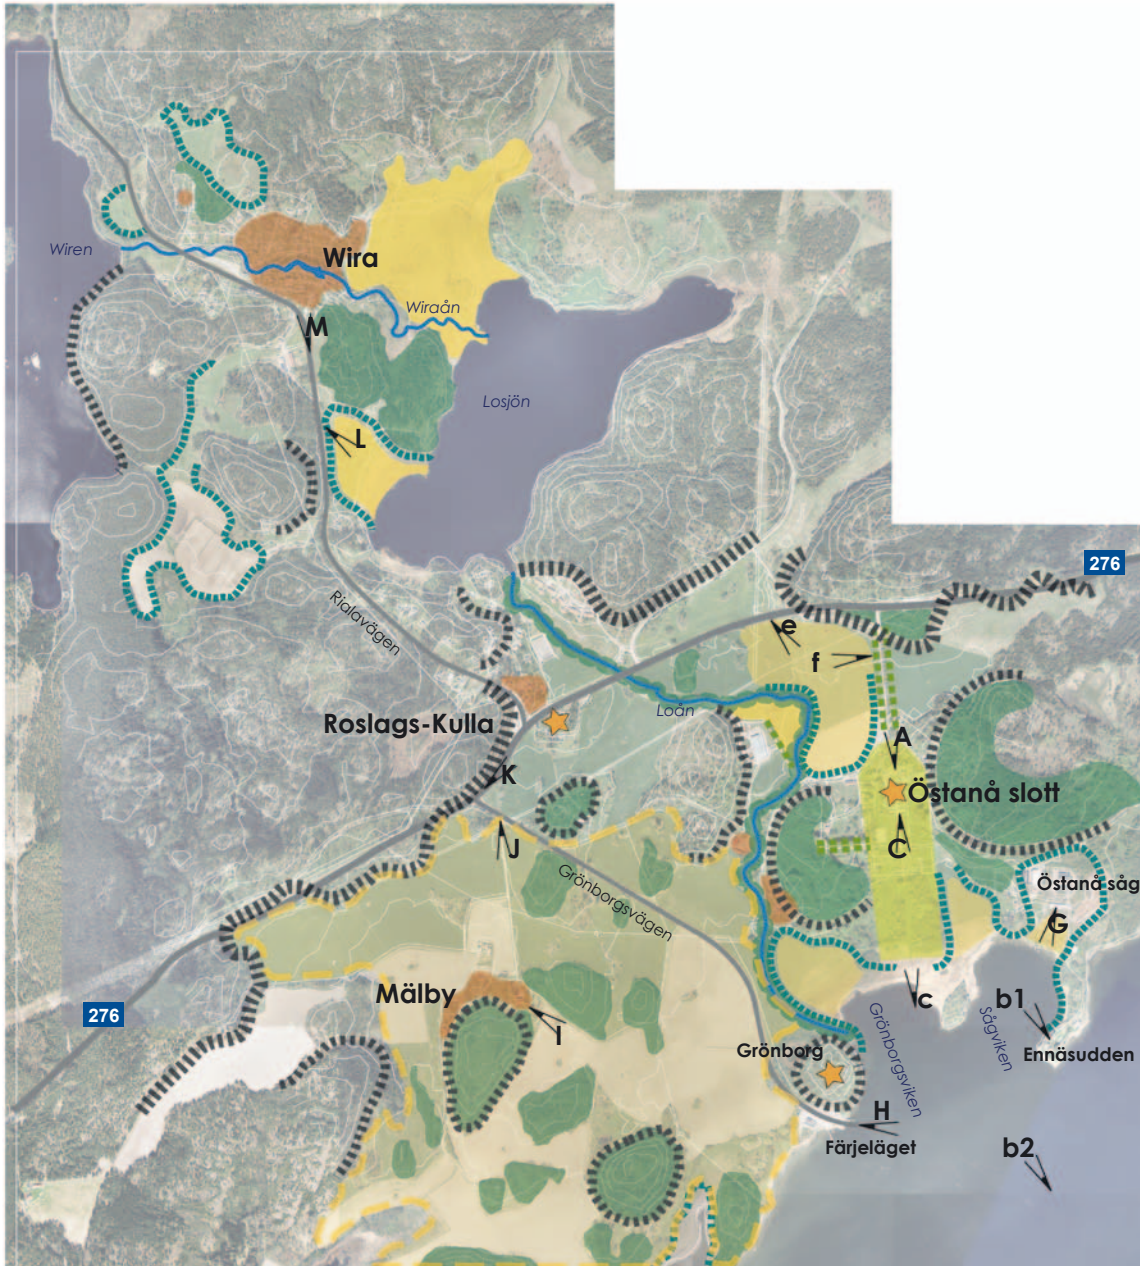 Wiren
Wira
Wiraån
M
Losjön
L
276
Rialavägen
e
f
Roslags-Kulla
Loån
A
K
Östanå slott
J
C
Grönborgsvägen
Östanå såg
G
Mälby
I
c
b1
Sågviken
Grönborgsviken
Grönborg
Ennäsudden
276
H
Färjeläget
b2